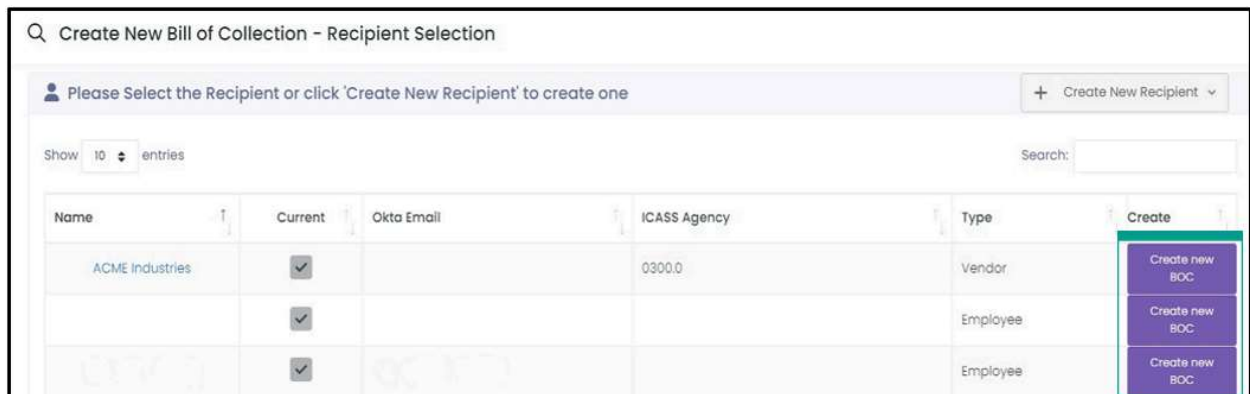 Create New Bill of Collection - Recipient Selection
Please Select the Recipient or click 'Create New Recipient' to create one
+ Create New Recipient
Show 10 entries
Search:
Name Current Okta Email ICASS Agency Type Create
ACME Industries 0300.0 Vendor Create new
BOC
Employee Create new
BOC
Employee Create new
BOC